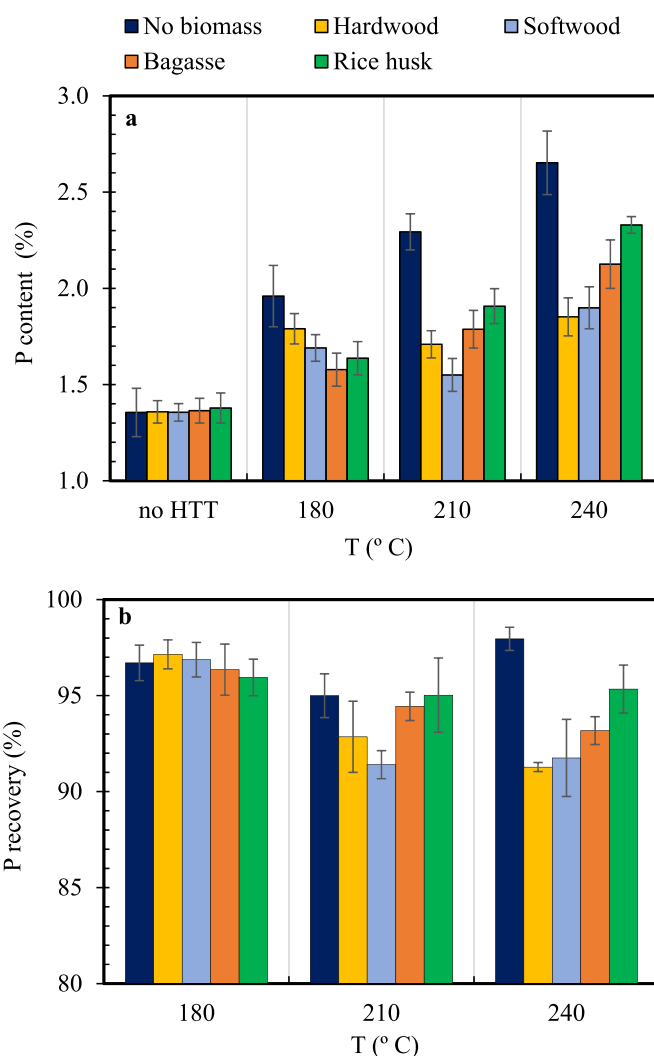 No biomass Hardwood Softwood
Bagasse Rice husk
3.0
a
2.5
2.0
1.5
1.0
P content (%)
no HTT 180 210 240
T (º C)
100
b
95
90
85
80
P recovery (%)
180 210 240
T (º C)